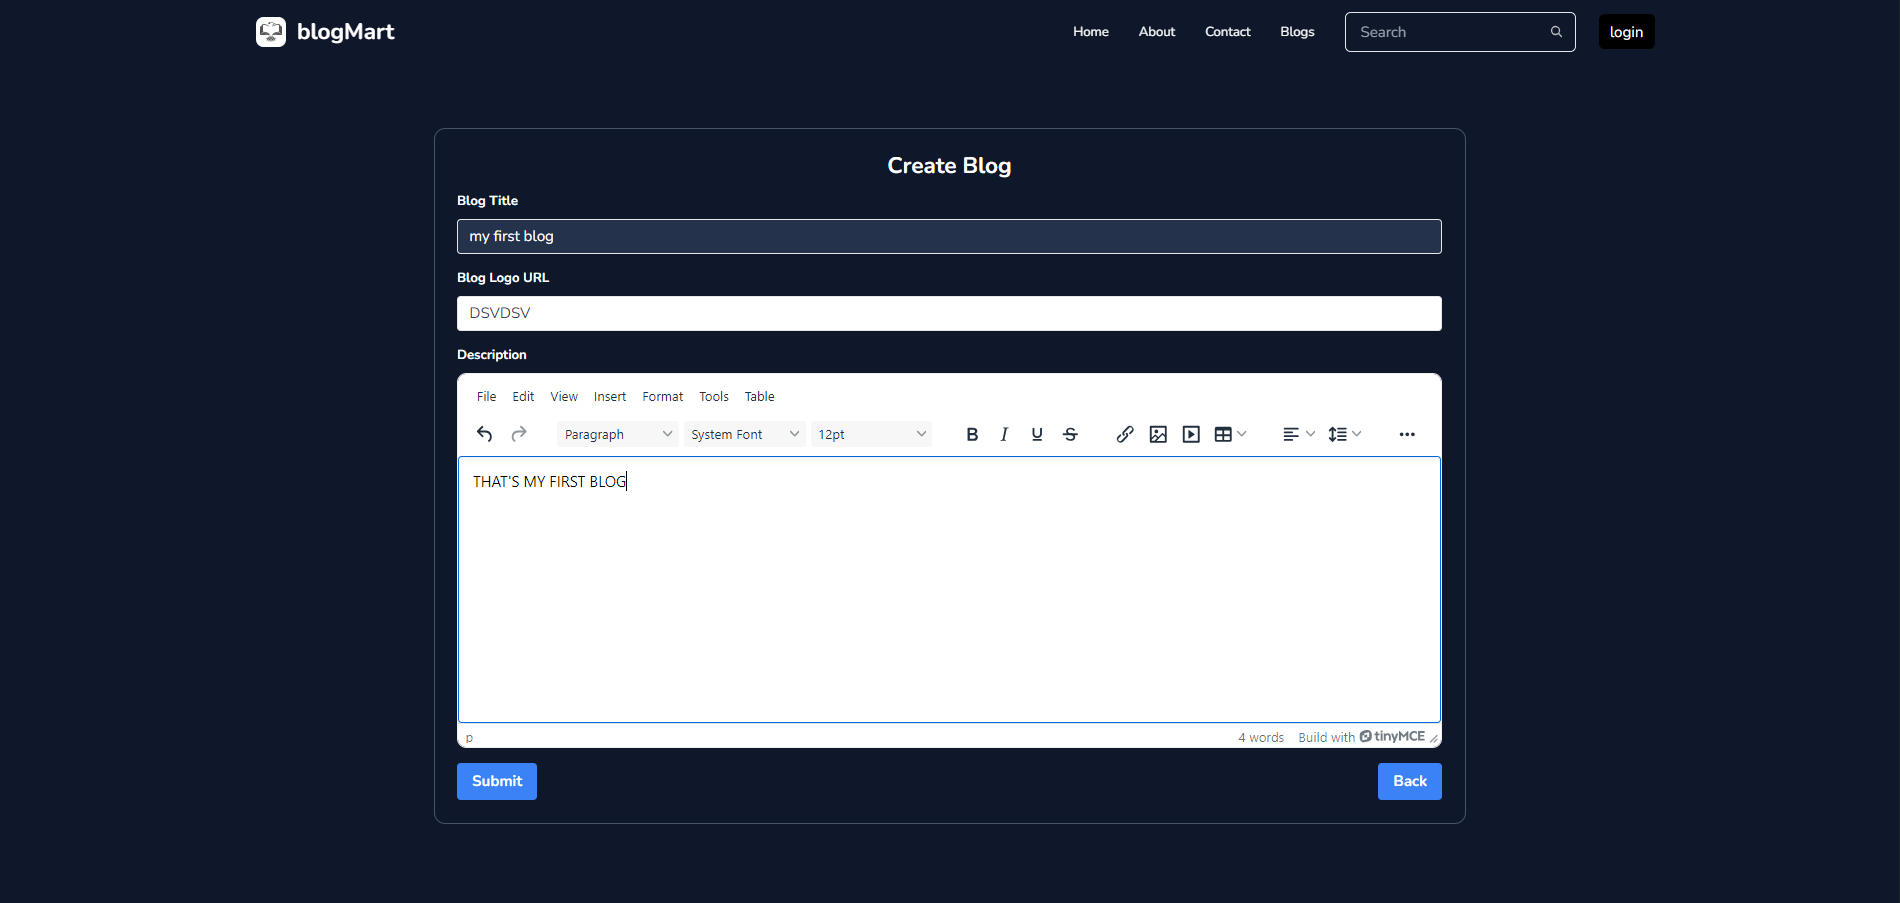 blogMart Home About Contact Blogs Search login
Create Blog
Blog Title
my first blog
Blog Logo URL
DSVDSV
Description
File Edit View Insert Format Tools Table
Paragraph System Font 12pt B I U S
THAT'S MY FIRST BLOG
p 4 words Build with tinyMCE
Submit Back